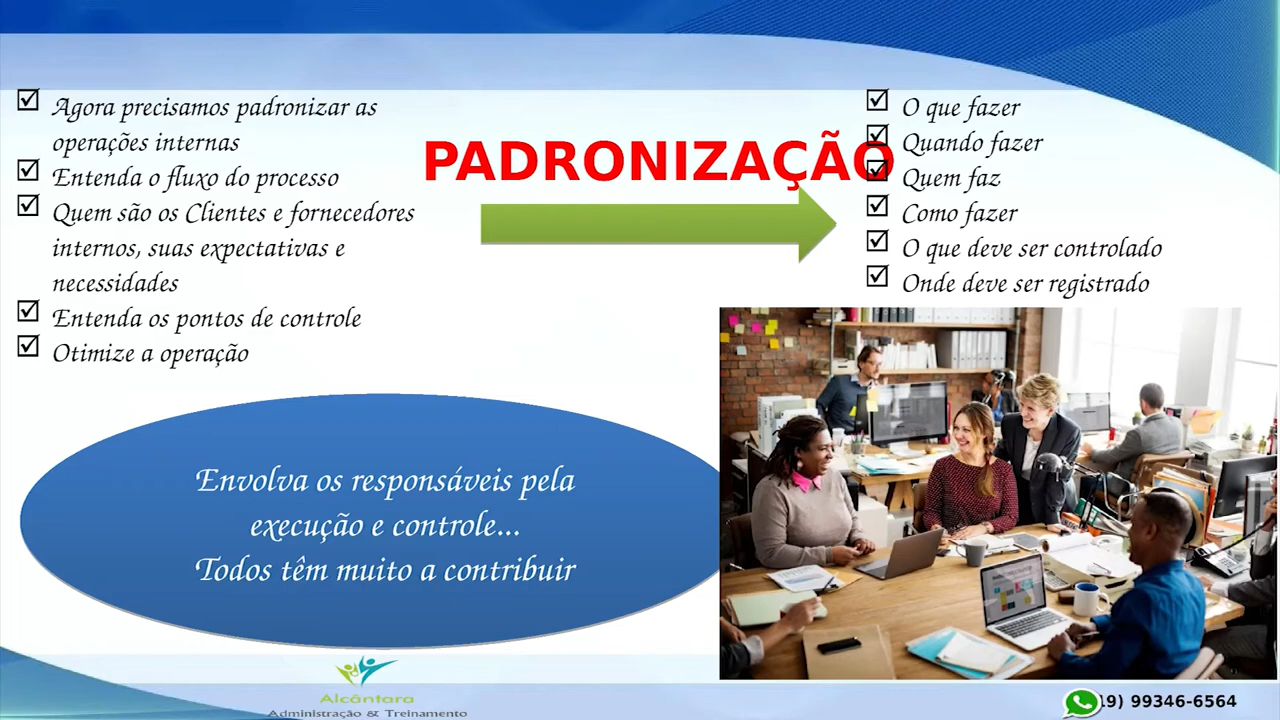 Agora precisamos padronizar as
operações internas
Entenda o fluxo do processo
Quem são os Clientes e fornecedores
internos, suas expectativas e
necessidades
Entenda os pontos de controle
Otimize a operação
PADRONIZAÇÃO
O que fazer
Quando fazer
Quem faz
Como fazer
O que deve ser controlado
Onde deve ser registrado
Envolva os responsáveis pela
execução e controle...
Todos têm muito a contribuir
Alcântara
Administração & Treinamento
19) 99346-6564